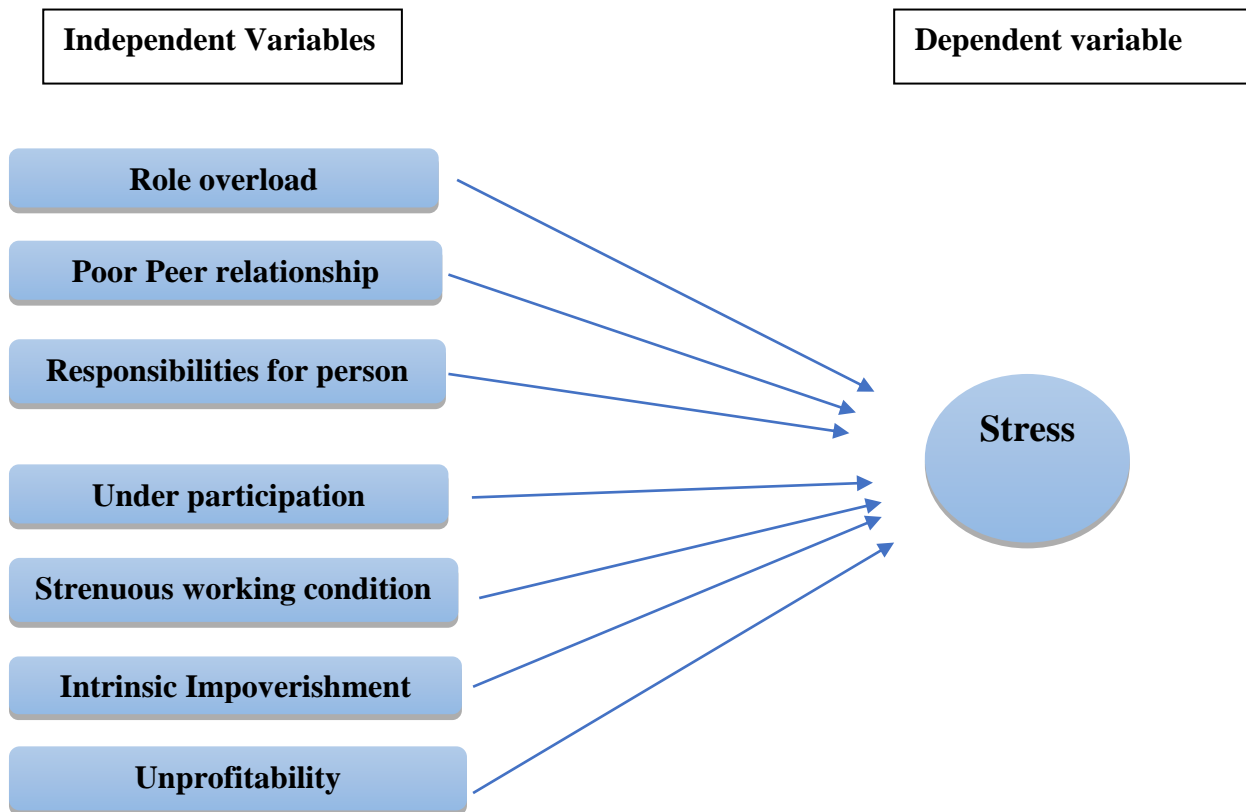 Independent Variables
Dependent variable
Role overload
Poor Peer relationship
Responsibilities for person
Stress
Under participation
Strenuous working condition
Intrinsic Impoverishment
Unprofitability